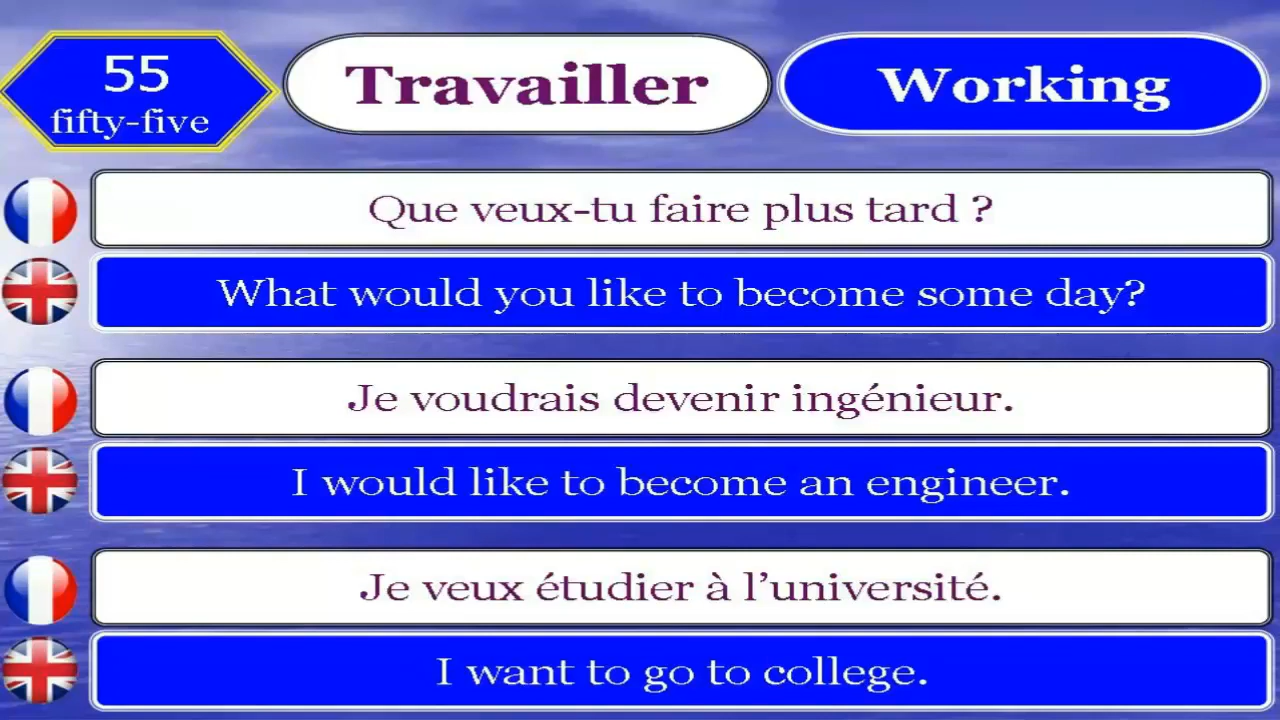 55
fifty-five
Travailler
Working
Que veux-tu faire plus tard ?
What would you like to become some day?
Je voudrais devenir ingénieur.
I would like to become an engineer.
Je veux étudier à l’université.
I want to go to college.